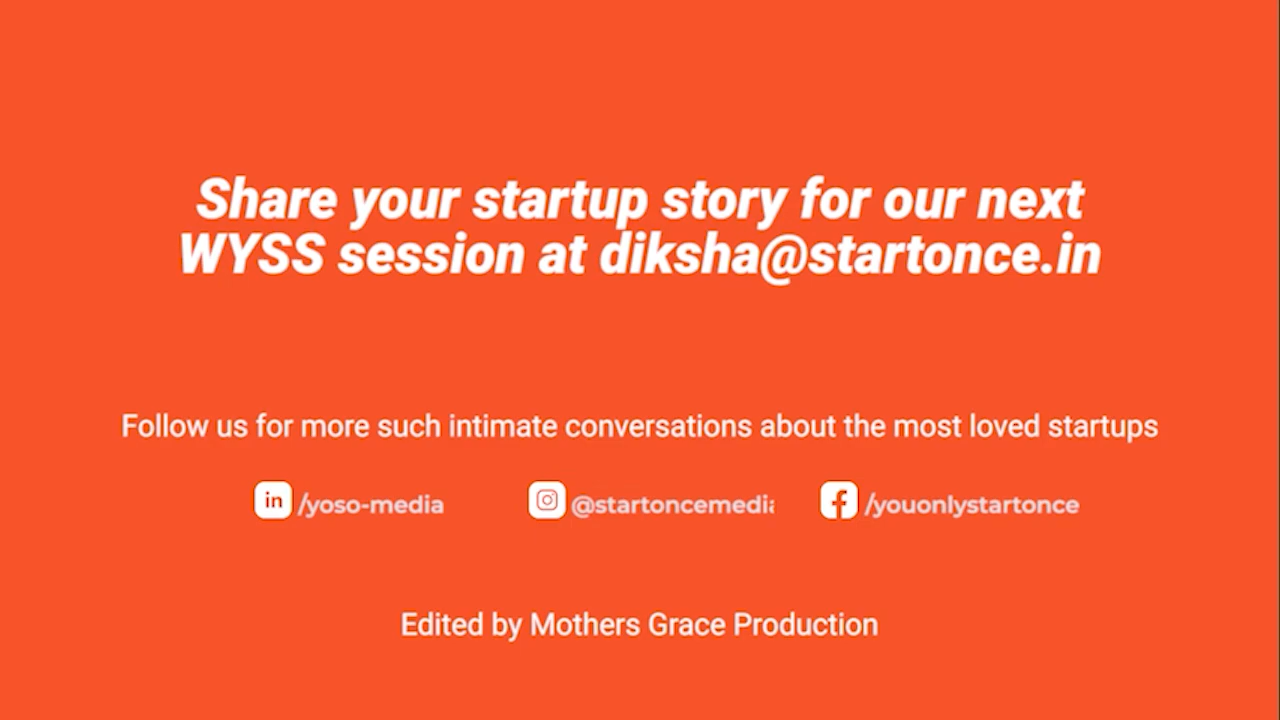 Share your startup story for our next
WYSS session at diksha@startonce.in
Follow us for more such intimate conversations about the most loved startups
in /yoso-media @startoncemedia /youonlystartonce
Edited by Mothers Grace Production